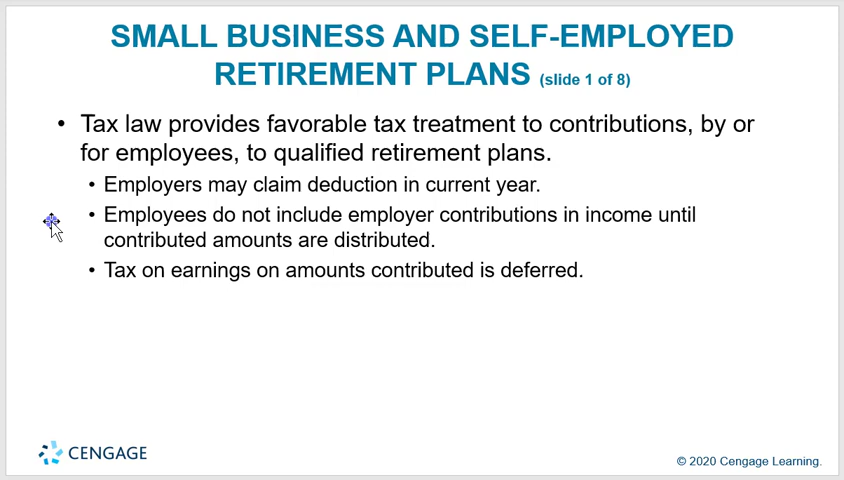 SMALL BUSINESS AND SELF-EMPLOYED
RETIREMENT PLANS (slide 1 of 8)
• Tax law provides favorable tax treatment to contributions, by or
for employees, to qualified retirement plans.
• Employers may claim deduction in current year.
• Employees do not include employer contributions in income until
contributed amounts are distributed.
• Tax on earnings on amounts contributed is deferred.
CENGAGE
© 2020 Cengage Learning.